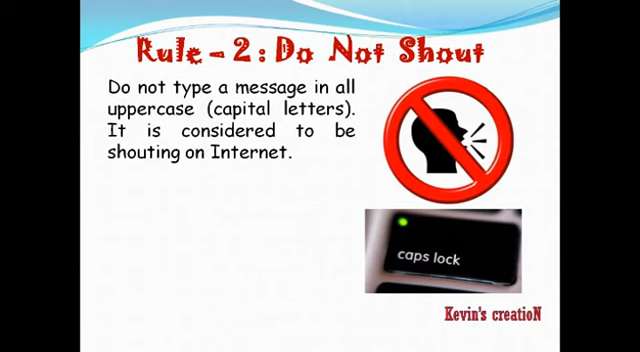 Rule - 2 : Do Not Shout
Do not type a message in all
uppercase (capital letters).
It is considered to be
shouting on Internet.
caps lock
Kevin's creatioN